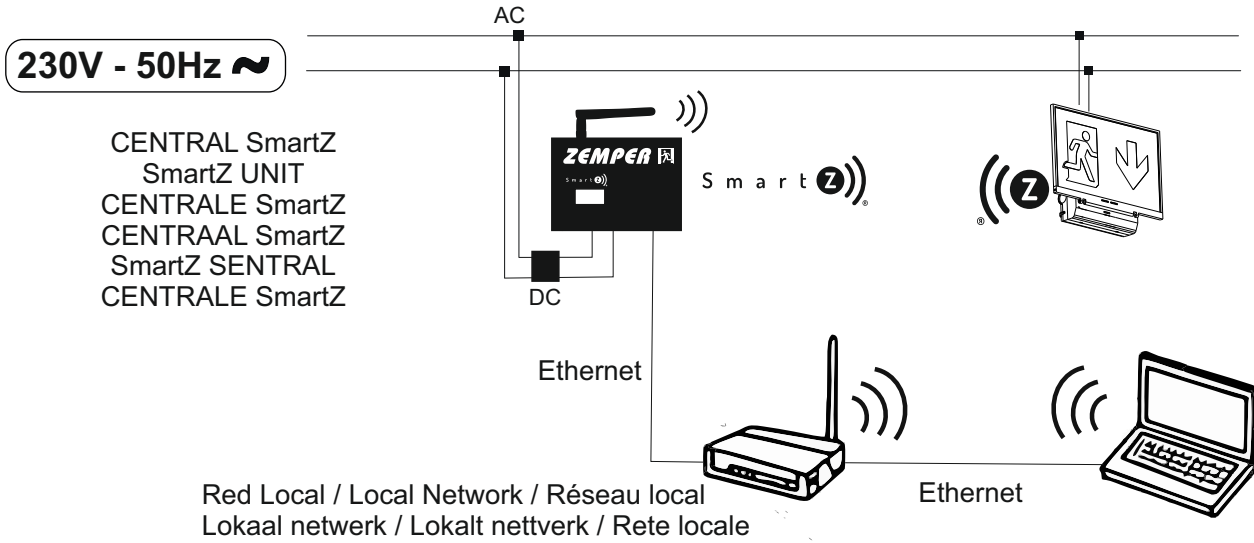 AC
230V - 50Hz ~
CENTRAL SmartZ
SmartZ UNIT
CENTRALE SmartZ
CENTRAAL SmartZ
SmartZ SENTRAL
CENTRALE SmartZ
ZEMPER
SmartZ
Smart Z ®
Z ®
DC
Ethernet
Ethernet
Red Local / Local Network / Réseau local
Lokaal netwerk / Lokalt nettverk / Rete locale